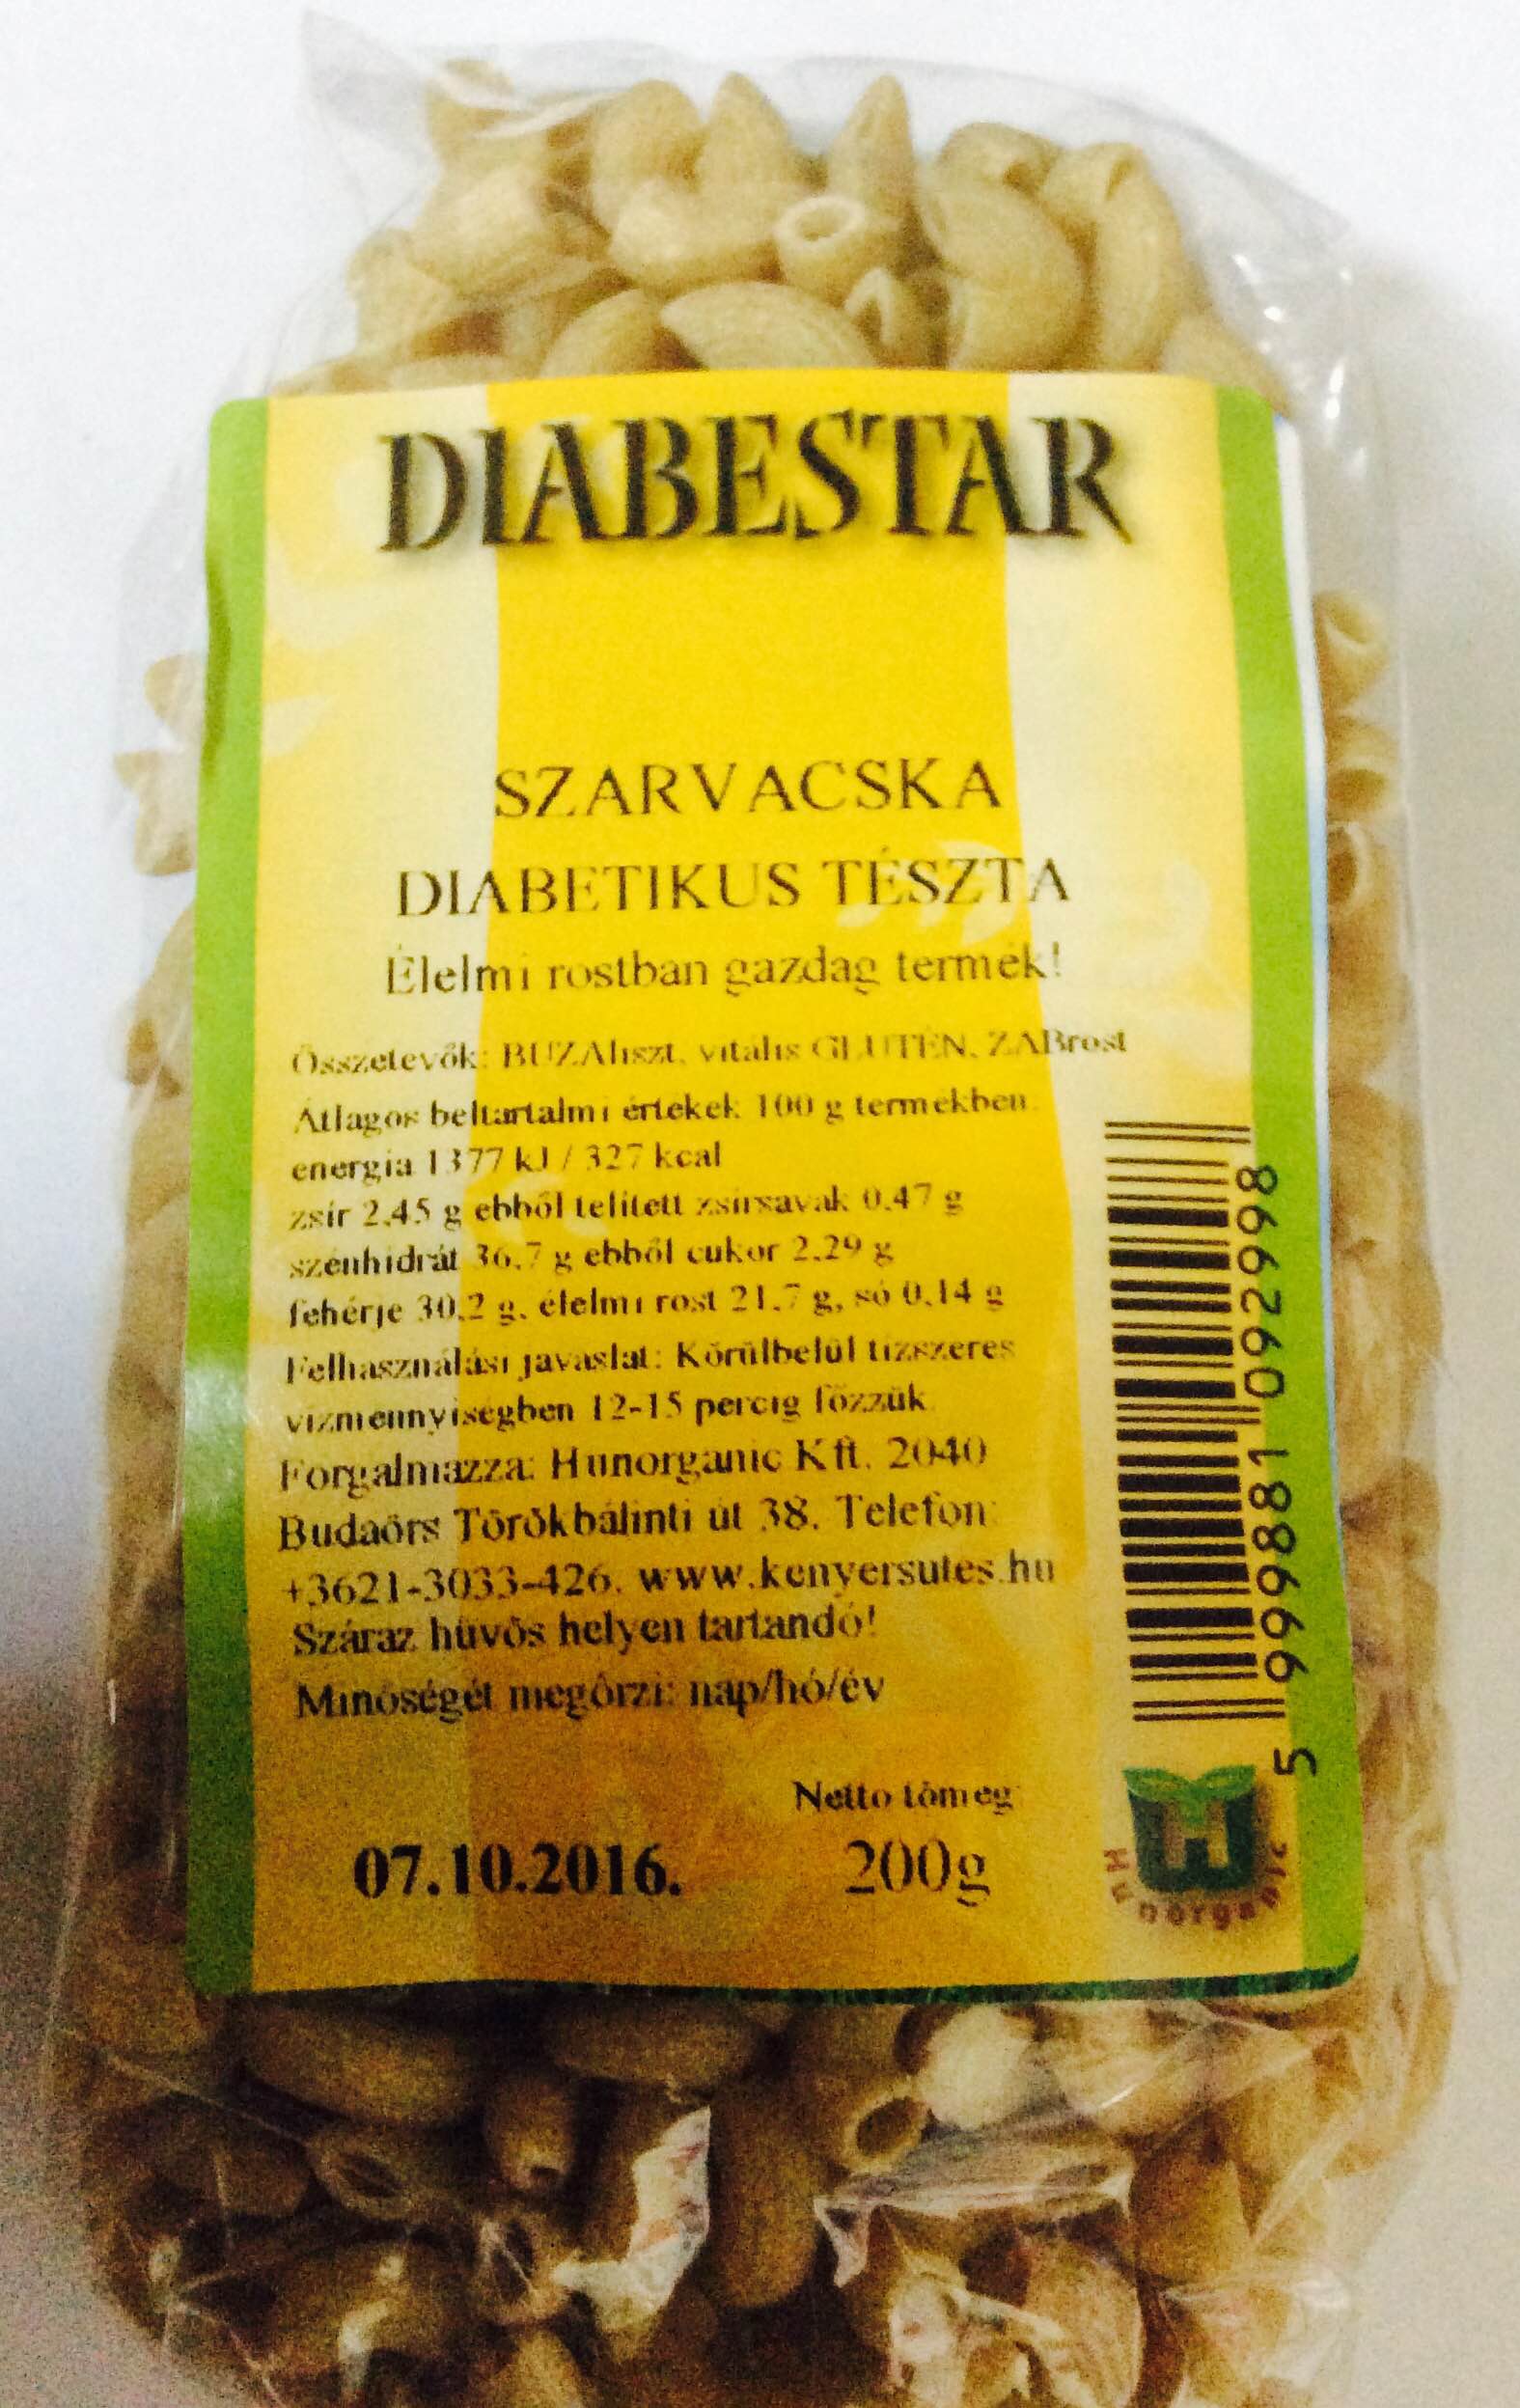 DIABESTAR
SZARVACSKA
DIABETIKUS TÉSZTA
Élelmi rostban gazdag termék!
Összetevők: BÚZAliszt, vitális GLUTÉN, ZABrost
Átlagos beltartalmi értékek 100 g termékben
energia 1377 kJ / 327 kcal
zsír 2,45 g ebből telített zsírsavak 0,47 g
szénhidrát 36,7 g ebből cukor 2,29 g
fehérje 30,2 g, élelmi rost 21,7 g, só 0,14 g
Felhasználási javaslat: Körülbelül tízszeres
vízmennyiségben 12-15 percig főzzük
Forgalmazza: Hunorganic Kft. 2040
Budaörs Törökbálinti út 38. Telefon:
+3621-3033-426. www.kenyersutes.hu
Száraz hűvös helyen tartandó!
Minőségét megőrzi: nap/hó/év
Netto tömeg
07.10.2016. 200g
5 999881 092998
H
Hunorganic